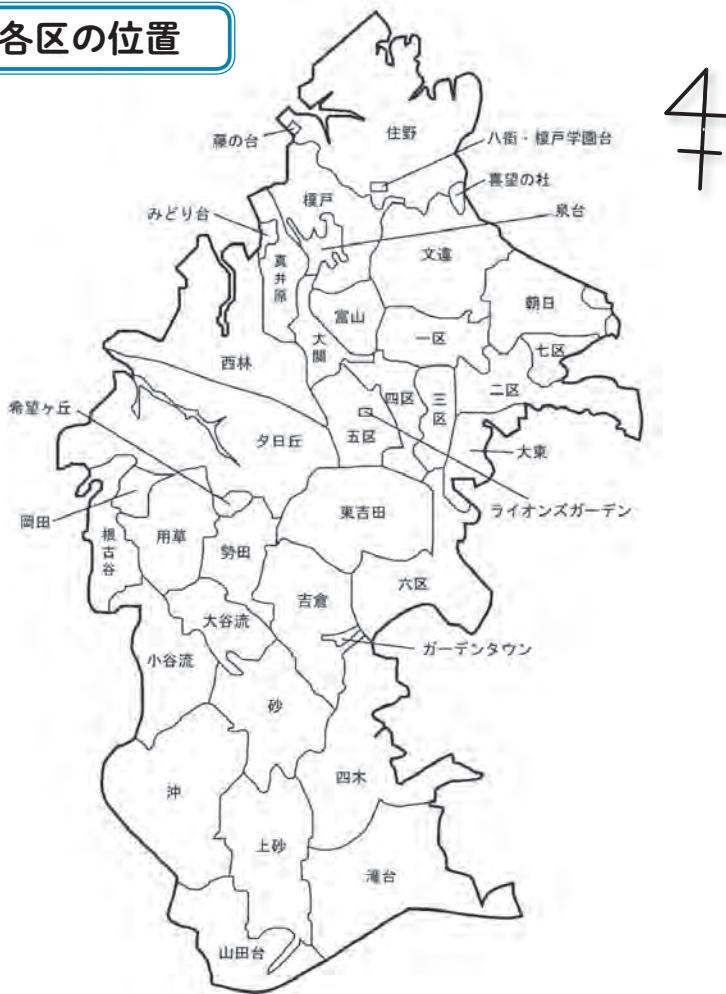 各区の位置
住野
藤の台
八街・榎戸学園台
喜望の杜
榎戸
みどり台
泉台
文違
真井原
朝日
富山
大関
一区
七区
西林
四区
三区
二区
希望ヶ丘
五区
夕日丘
大東
ライオンズガーデン
東吉田
岡田
用草
根古谷
勢田
六区
吉倉
大谷流
ガーデンタウン
小谷流
砂
四木
沖
上砂
滝台
山田台